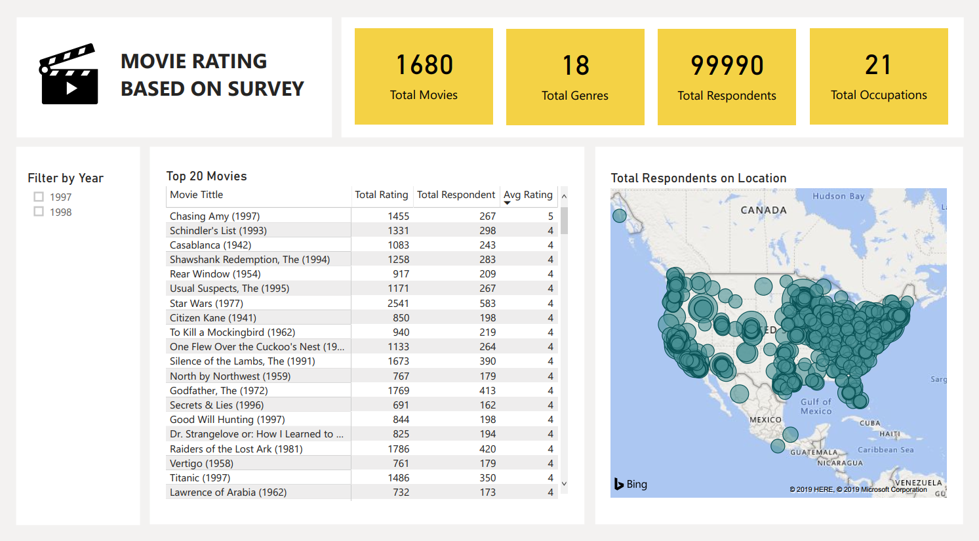 MOVIE RATING
BASED ON SURVEY
1680
Total Movies
18
Total Genres
99990
Total Respondents
21
Total Occupations
Filter by Year
1997
1998
Top 20 Movies
Movie Tittle Total Rating Total Respondent Avg Rating
Chasing Amy (1997) 1455 267 5
Schindler's List (1993) 1331 298 4
Casablanca (1942) 1083 243 4
Shawshank Redemption, The (1994) 1258 283 4
Rear Window (1954) 917 209 4
Usual Suspects, The (1995) 1171 267 4
Star Wars (1977) 2541 583 4
Citizen Kane (1941) 850 198 4
To Kill a Mockingbird (1962) 940 219 4
One Flew Over the Cuckoo's Nest (19... 1133 264 4
Silence of the Lambs, The (1991) 1673 390 4
North by Northwest (1959) 767 179 4
Godfather, The (1972) 1769 413 4
Secrets & Lies (1996) 691 162 4
Good Will Hunting (1997) 844 198 4
Dr. Strangelove or: How I Learned to ... 825 194 4
Raiders of the Lost Ark (1981) 1786 420 4
Vertigo (1958) 761 179 4
Titanic (1997) 1486 350 4
Lawrence of Arabia (1962) 732 173 4
Total Respondents on Location
Hudson Bay
CANADA
Sarg
Gulf of
Mexico
MEXICO
CUBA
HAITI
GUATEMALA
Caribbean Sea
NICARAGUA
VENEZUELA
GU
Bing
© 2019 HERE, © 2019 Microsoft Corporation